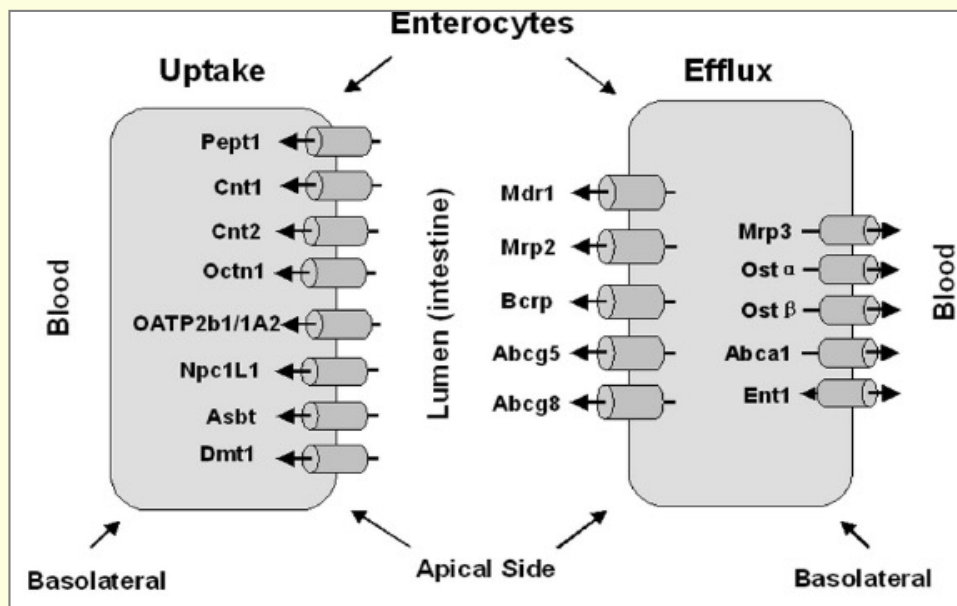 Enterocytes
Uptake
Efflux
Pept1
Cnt1
Cnt2
Octn1
OATP2b1/1A2
Npc1L1
Asbt
Dmt1
Blood
Lumen (intestine)
Mdr1
Mrp2
Bcrp
Abcg5
Abcg8
Mrp3
Ost α
Ost β
Abca1
Ent1
Blood
Basolateral
Apical Side
Basolateral